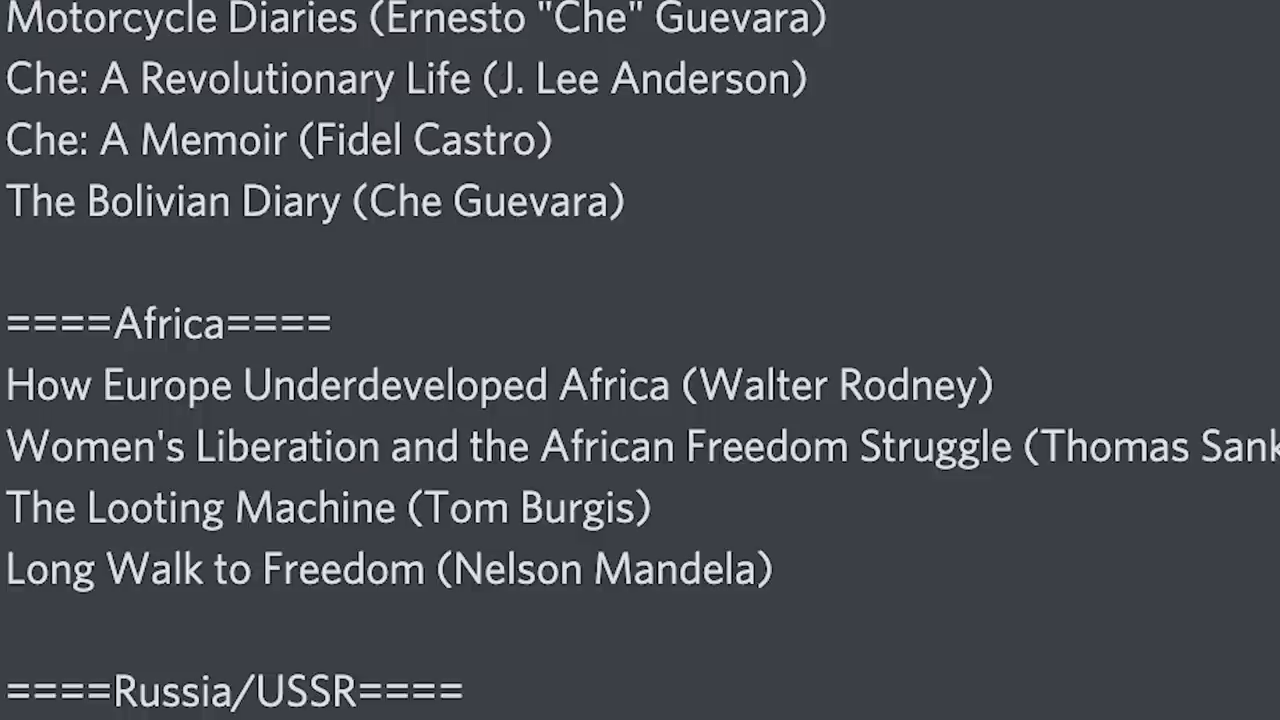 Motorcycle Diaries (Ernesto "Che" Guevara)
Che: A Revolutionary Life (J. Lee Anderson)
Che: A Memoir (Fidel Castro)
The Bolivian Diary (Che Guevara)
====Africa====
How Europe Underdeveloped Africa (Walter Rodney)
Women's Liberation and the African Freedom Struggle (Thomas Sank
The Looting Machine (Tom Burgis)
Long Walk to Freedom (Nelson Mandela)
====Russia/USSR====